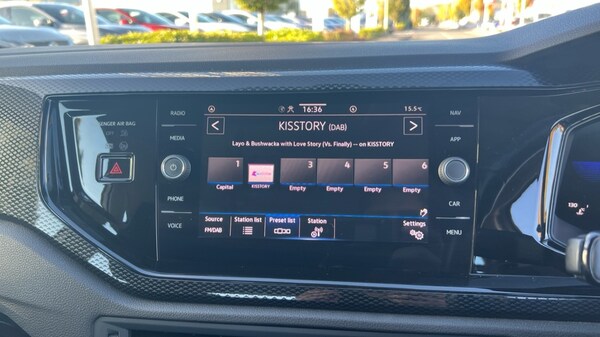 PASSENGER AIR BAG
RADIO
MEDIA
PHONE
VOICE
NAV
APP
CAR
MENU
16:36
15.5°C
<
KISSTORY (DAB)
>
Layo & Bushwacka with Love Story (Vs. Finally) — on KISSTORY
1
Capital
KISSTORY
3
Empty
4
Empty
5
Empty
6
Empty
Source
FM/DAB
Station list
Preset list
Station
Settings
130